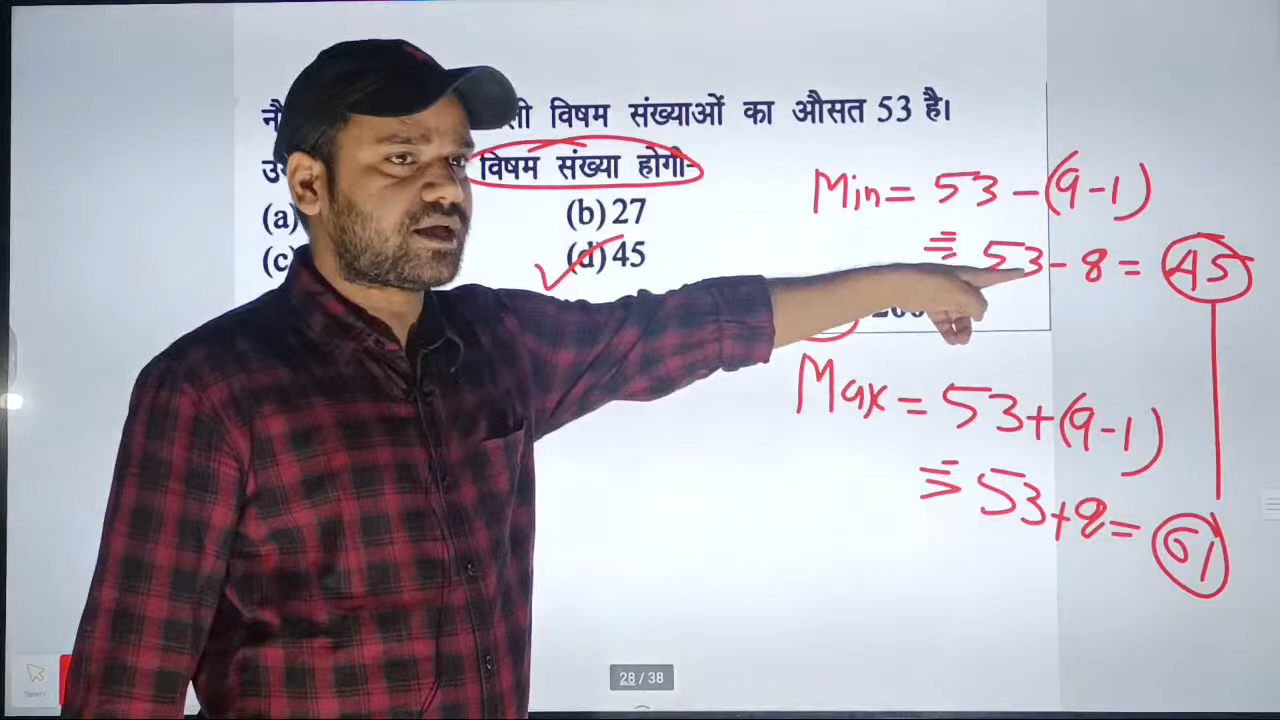 विषम संख्याओं का औसत 53 है।
विषम संख्या होगी-
(a)
(b) 27
(c)
(d) 45
Min = 53 - (9 - 1)
= 53 - 8 = 45
Max = 53 + (9 - 1)
= 53 + 8 = 61
Select
28 / 38